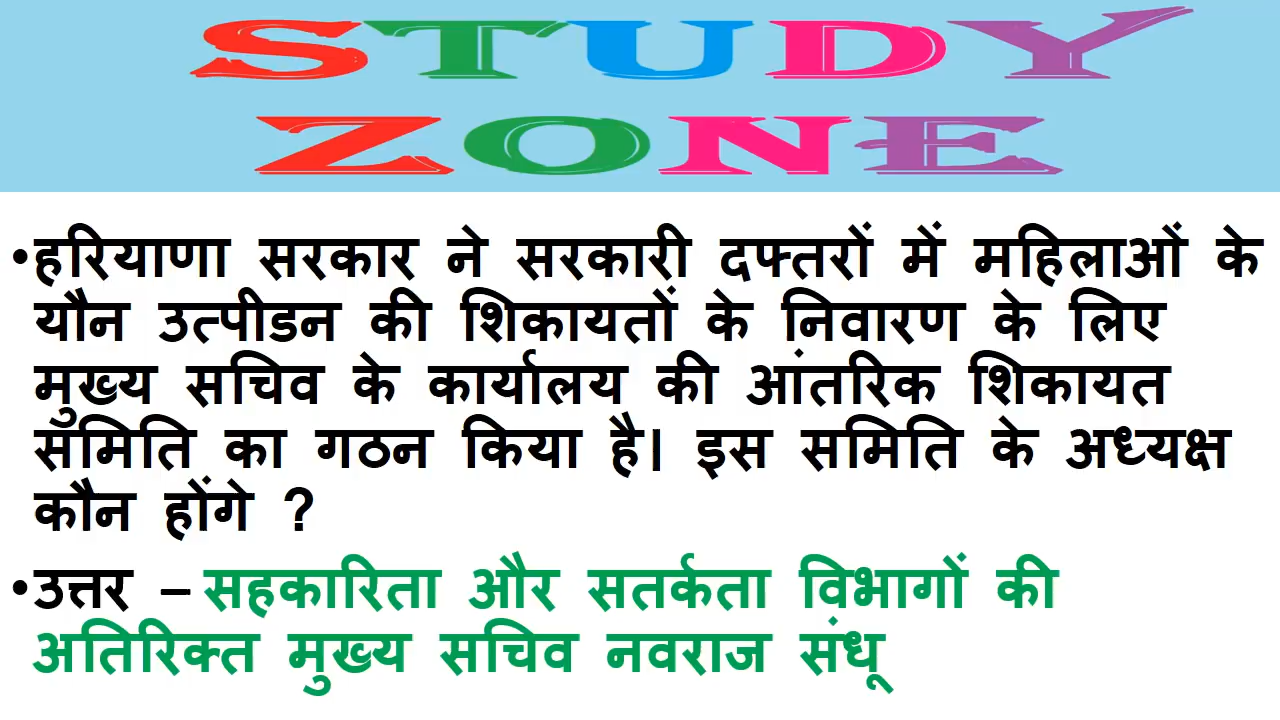 STUDY
ZONE
•हरियाणा सरकार ने सरकारी दफ्तरों में महिलाओं के
यौन उत्पीडन की शिकायतों के निवारण के लिए
मुख्य सचिव के कार्यालय की आंतरिक शिकायत
समिति का गठन किया है। इस समिति के अध्यक्ष
कौन होंगे ?
•उत्तर – सहकारिता और सतर्कता विभागों की
अतिरिक्त मुख्य सचिव नवराज संधू